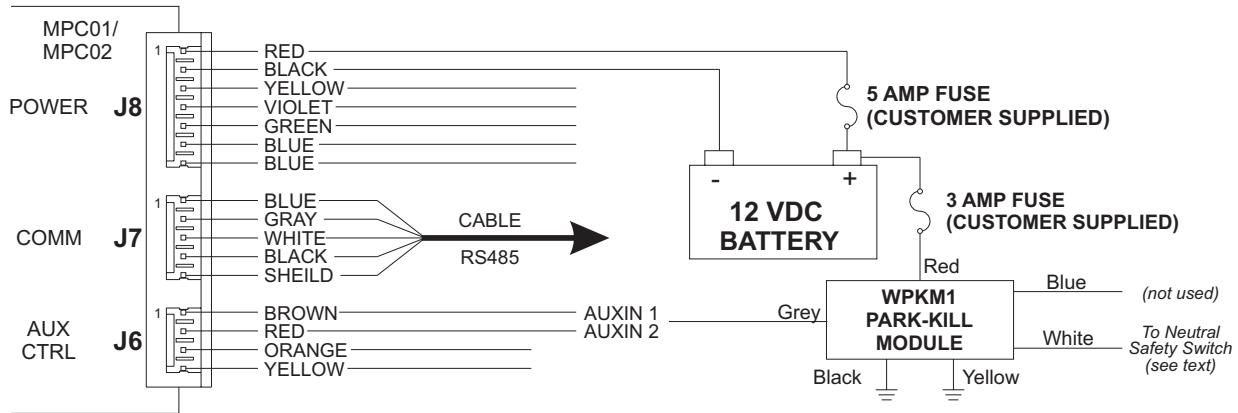 MPC01/
MPC02
POWER J8
1
RED
BLACK
YELLOW
VIOLET
GREEN
BLUE
BLUE
5 AMP FUSE
(CUSTOMER SUPPLIED)
- +
12 VDC
BATTERY
3 AMP FUSE
(CUSTOMER SUPPLIED)
COMM J7
1
BLUE
GRAY
WHITE
BLACK
SHEILD
CABLE
RS485
AUX
CTRL
J6
1
BROWN
RED
ORANGE
YELLOW
AUXIN 1
AUXIN 2
Grey
Red
WPKM1
PARK-KILL
MODULE
Blue
(not used)
White
To Neutral
Safety Switch
(see text)
Black
Yellow